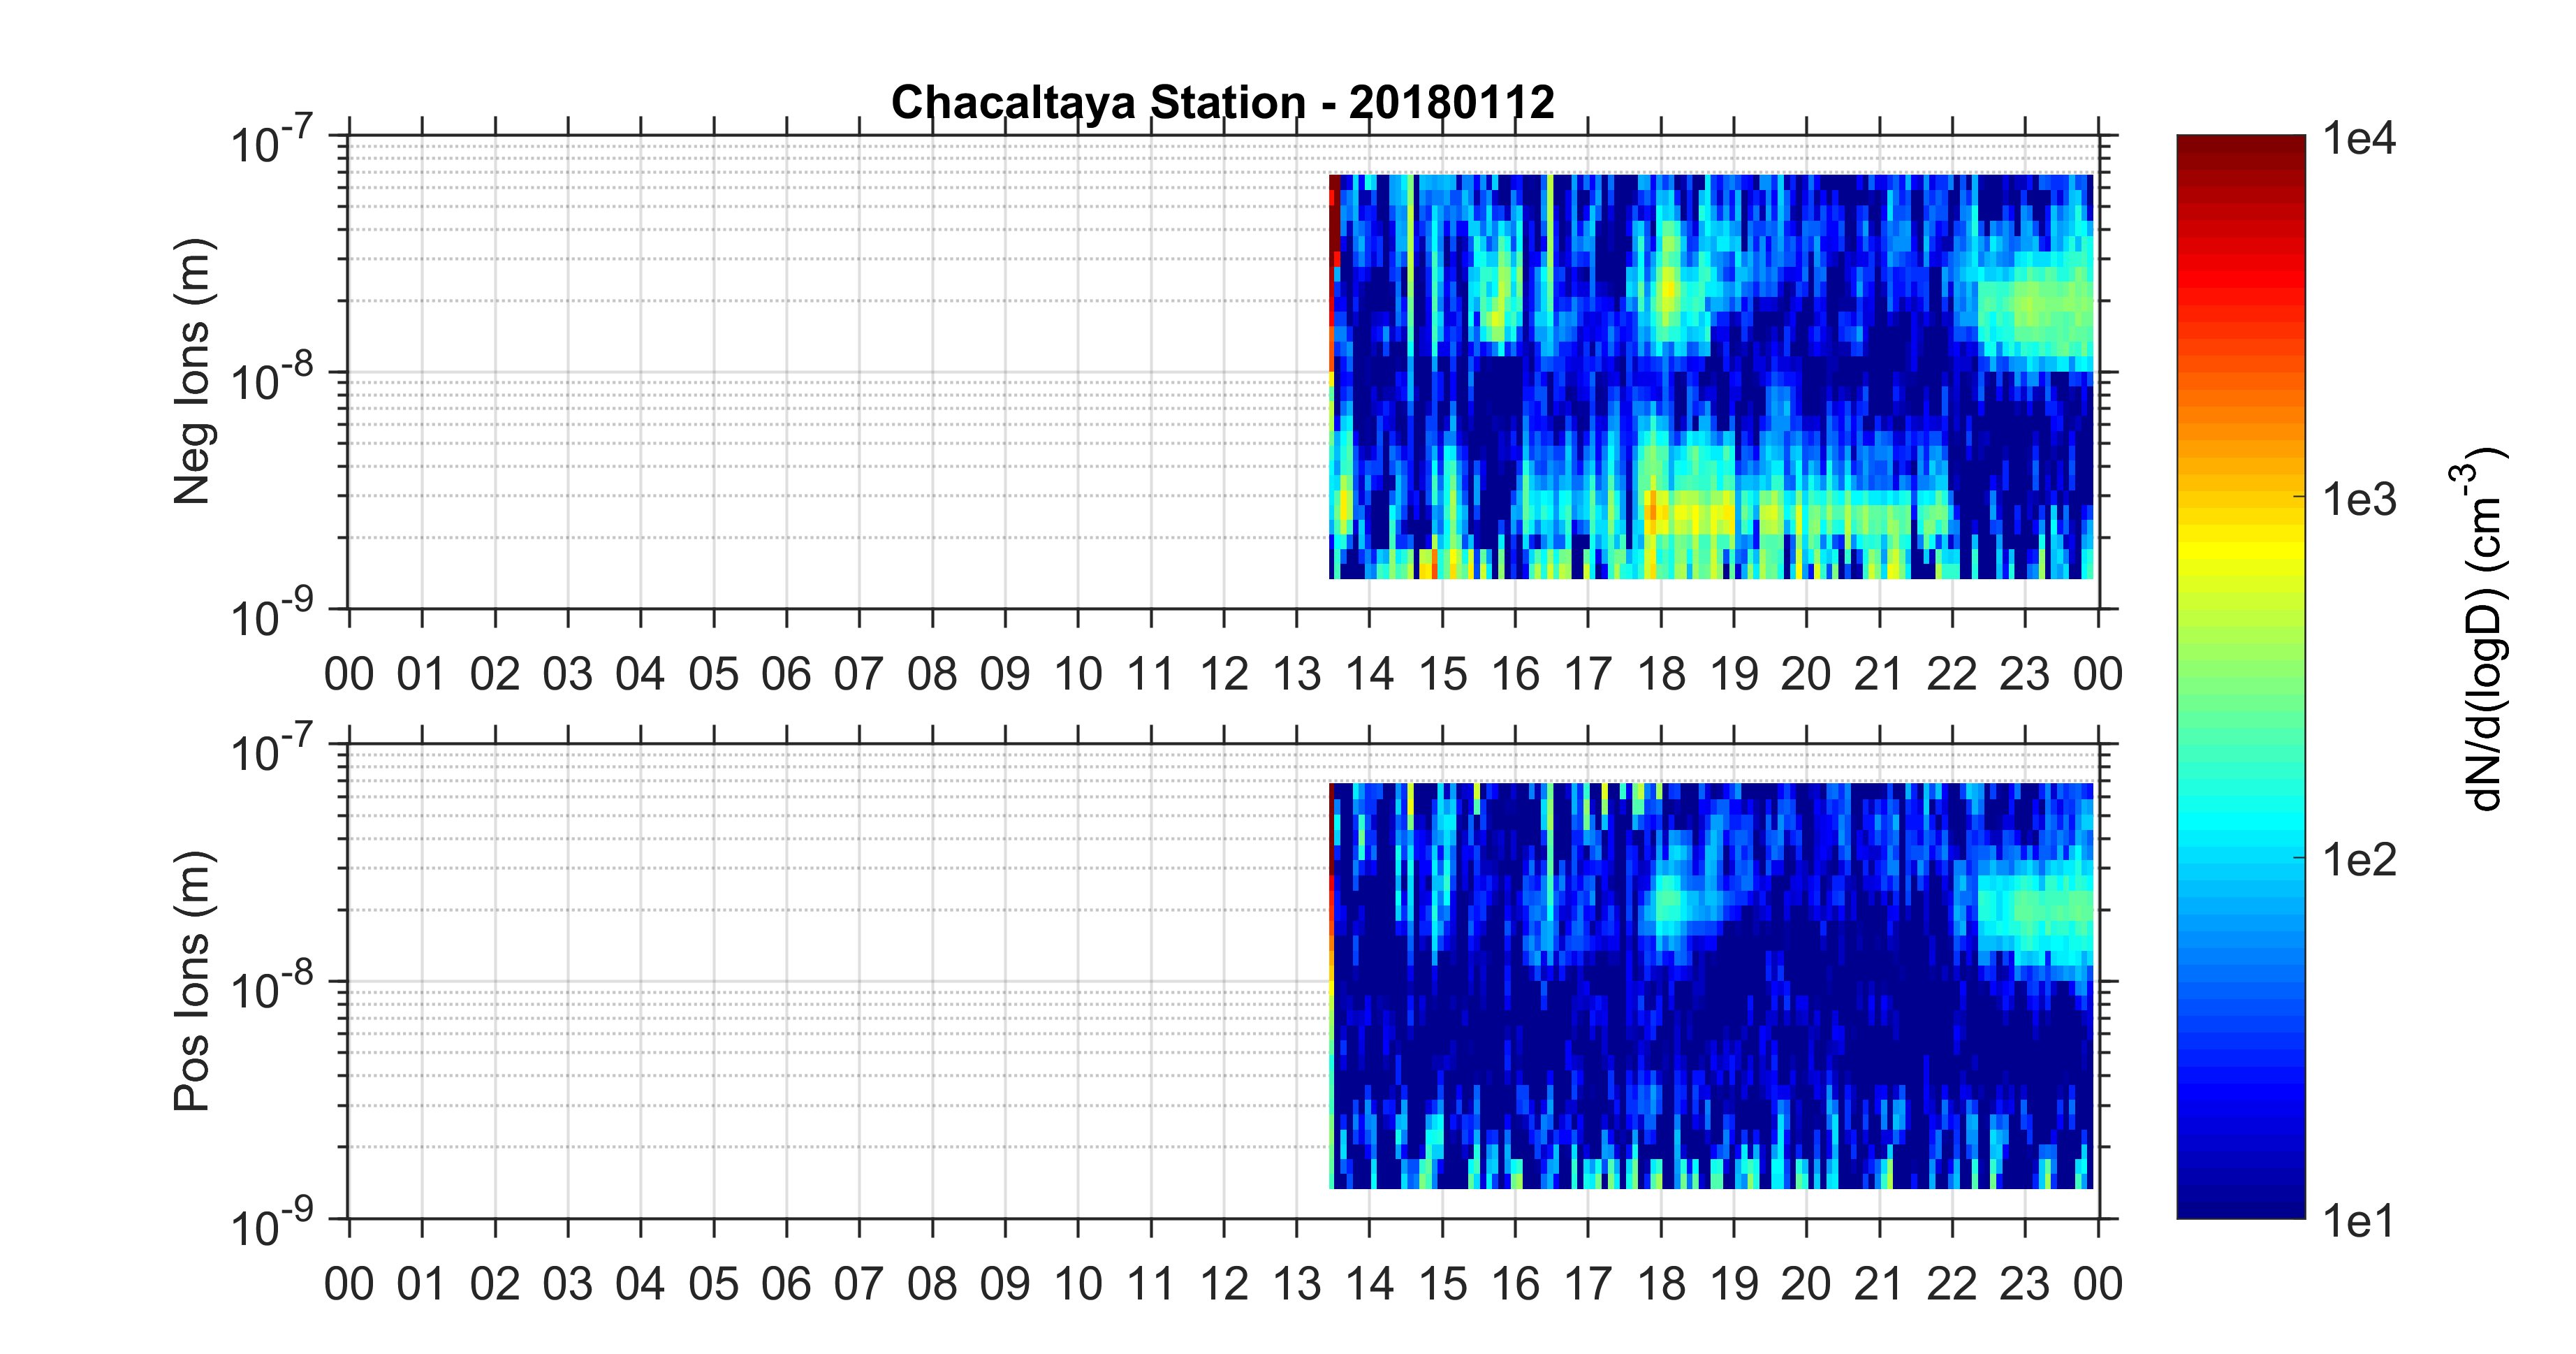 Chacaltaya Station - 20180112
10^-7
10^-8
10^-9
Neg Ions (m)
00 01 02 03 04 05 06 07 08 09 10 11 12 13 14 15 16 17 18 19 20 21 22 23 00
10^-7
10^-8
10^-9
Pos Ions (m)
00 01 02 03 04 05 06 07 08 09 10 11 12 13 14 15 16 17 18 19 20 21 22 23 00
1e4
1e3
1e2
1e1
dN/d(logD) (cm^-3)